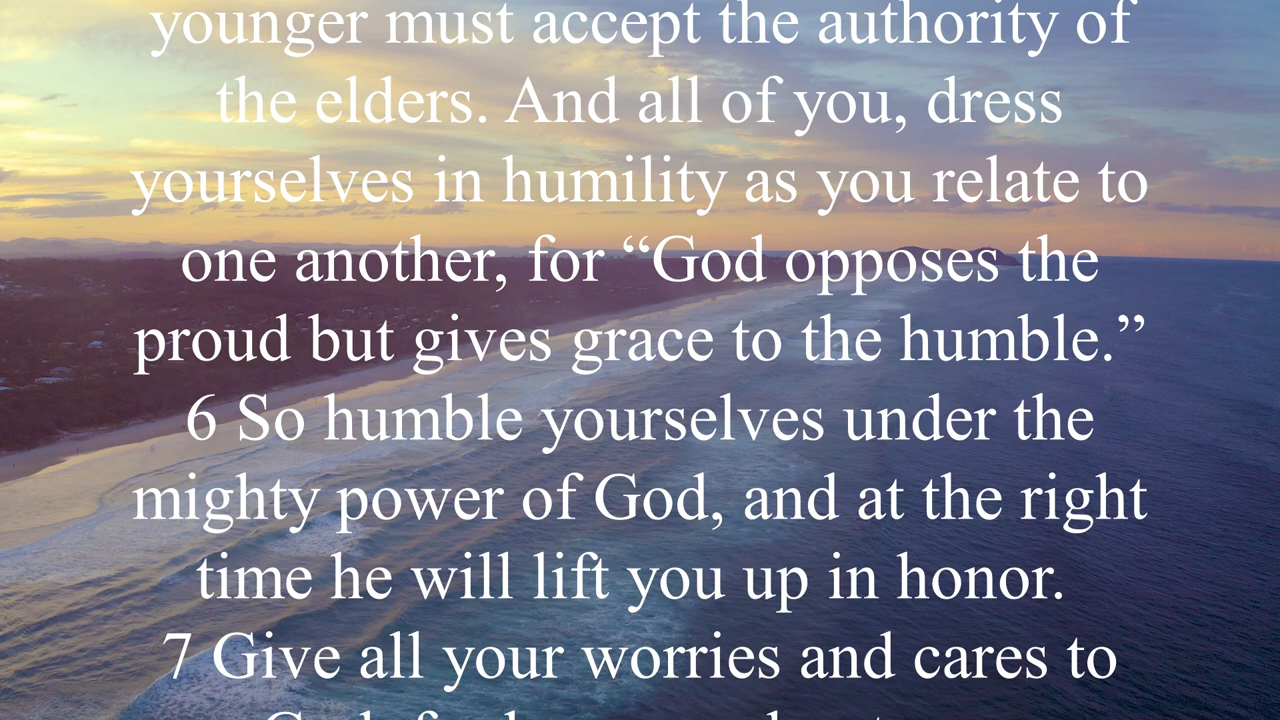 younger must accept the authority of
the elders. And all of you, dress
yourselves in humility as you relate to
one another, for “God opposes the
proud but gives grace to the humble.”
6 So humble yourselves under the
mighty power of God, and at the right
time he will lift you up in honor.
7 Give all your worries and cares to